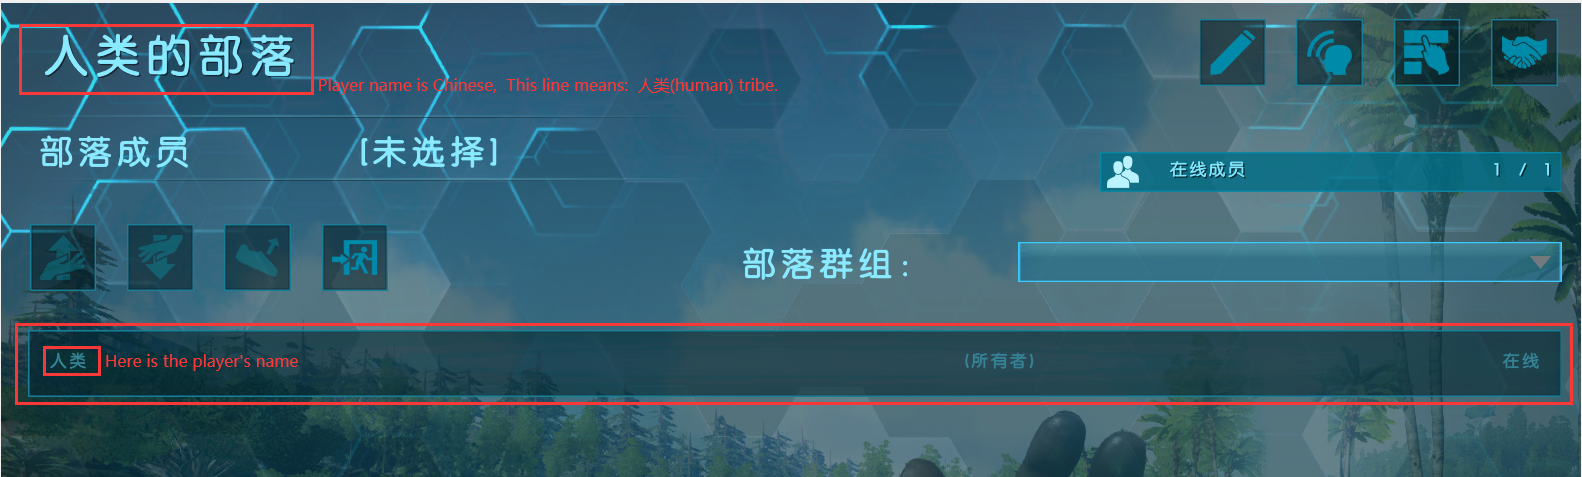 人类的部落
Player name is Chinese, This line means: 人类(human) tribe.
部落成员 [未选择]
在线成员 1 / 1
部落群组:
人类 Here is the player's name (所有者) 在线